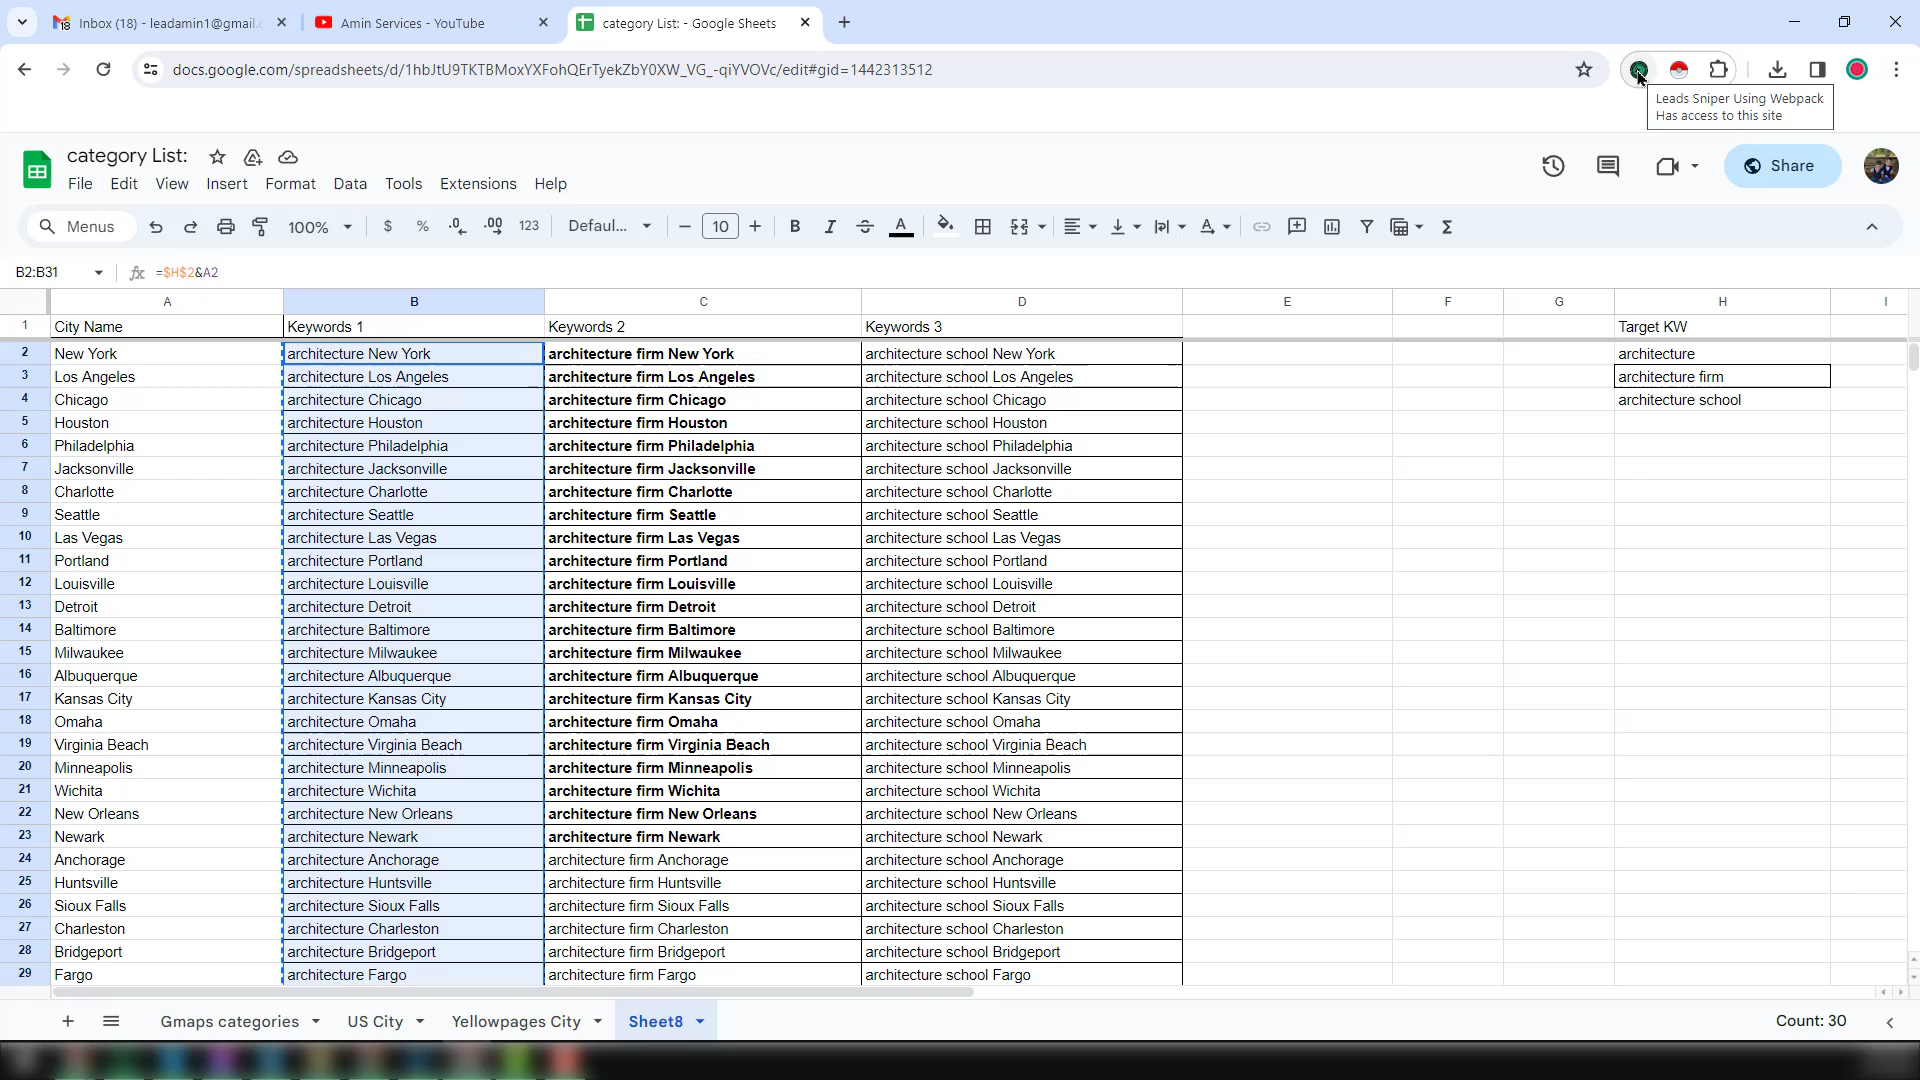 Inbox (18) - leadamin1@gmail.
Amin Services - YouTube
category List: - Google Sheets
docs.google.com/spreadsheets/d/1hbJtU9TKTBMoxYXFohQErTyekZbY0XW_VG_-qiYVOVc/edit#gid=1442313512
Leads Sniper Using Webpack
Has access to this site
category List:
File Edit View Insert Format Data Tools Extensions Help
Share
Menus 100% $ % .0 .00 123 Defaul... 10 B I A Σ
B2:B31 fx =$H$2&A2
A B C D E F G H I
1 City Name Keywords 1 Keywords 2 Keywords 3 Target KW
2 New York architecture New York architecture firm New York architecture school New York architecture
3 Los Angeles architecture Los Angeles architecture firm Los Angeles architecture school Los Angeles architecture firm
4 Chicago architecture Chicago architecture firm Chicago architecture school Chicago architecture school
5 Houston architecture Houston architecture firm Houston architecture school Houston
6 Philadelphia architecture Philadelphia architecture firm Philadelphia architecture school Philadelphia
7 Jacksonville architecture Jacksonville architecture firm Jacksonville architecture school Jacksonville
8 Charlotte architecture Charlotte architecture firm Charlotte architecture school Charlotte
9 Seattle architecture Seattle architecture firm Seattle architecture school Seattle
10 Las Vegas architecture Las Vegas architecture firm Las Vegas architecture school Las Vegas
11 Portland architecture Portland architecture firm Portland architecture school Portland
12 Louisville architecture Louisville architecture firm Louisville architecture school Louisville
13 Detroit architecture Detroit architecture firm Detroit architecture school Detroit
14 Baltimore architecture Baltimore architecture firm Baltimore architecture school Baltimore
15 Milwaukee architecture Milwaukee architecture firm Milwaukee architecture school Milwaukee
16 Albuquerque architecture Albuquerque architecture firm Albuquerque architecture school Albuquerque
17 Kansas City architecture Kansas City architecture firm Kansas City architecture school Kansas City
18 Omaha architecture Omaha architecture firm Omaha architecture school Omaha
19 Virginia Beach architecture Virginia Beach architecture firm Virginia Beach architecture school Virginia Beach
20 Minneapolis architecture Minneapolis architecture firm Minneapolis architecture school Minneapolis
21 Wichita architecture Wichita architecture firm Wichita architecture school Wichita
22 New Orleans architecture New Orleans architecture firm New Orleans architecture school New Orleans
23 Newark architecture Newark architecture firm Newark architecture school Newark
24 Anchorage architecture Anchorage architecture firm Anchorage architecture school Anchorage
25 Huntsville architecture Huntsville architecture firm Huntsville architecture school Huntsville
26 Sioux Falls architecture Sioux Falls architecture firm Sioux Falls architecture school Sioux Falls
27 Charleston architecture Charleston architecture firm Charleston architecture school Charleston
28 Bridgeport architecture Bridgeport architecture firm Bridgeport architecture school Bridgeport
29 Fargo architecture Fargo architecture firm Fargo architecture school Fargo
Gmaps categories US City Yellowpages City Sheet8 Count: 30